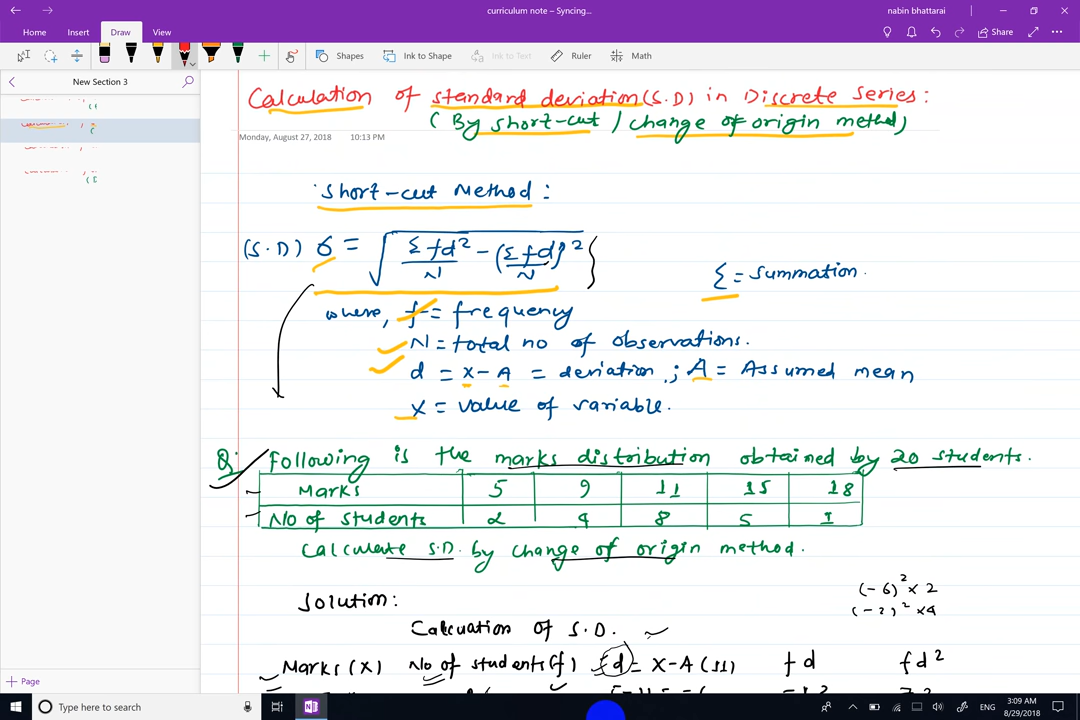 curriculum note – Syncing...
nabin bhattarai
Home Insert Draw View
Share
Shapes Ink to Shape Ink to Text Ruler Math
New Section 3
Calculation of standard deviation (S.D) in Discrete series:
(By short-cut / change of origin method)
Monday, August 27, 2018 10:13 PM
Short-cut Method:
(S.D) σ = √ Σfd²/N - (Σfd/N)²
Σ = summation.
where, f = frequency
N = total no of observations.
d = x - A = deviation ; A = Assumed mean
x = value of variable.
Q: Following is the marks distribution obtained by 20 students.
Marks 5 9 11 15 18
No of students 2 4 8 5 1
Calculate S.D. by change of origin method.
(-6)² x 2
Solution:
(-2)² x4
Calcuation of S.D.
Marks (x) No of students (f) d = X-A (11) fd fd²
Page
Type here to search
ENG
3:09 AM
8/29/2018